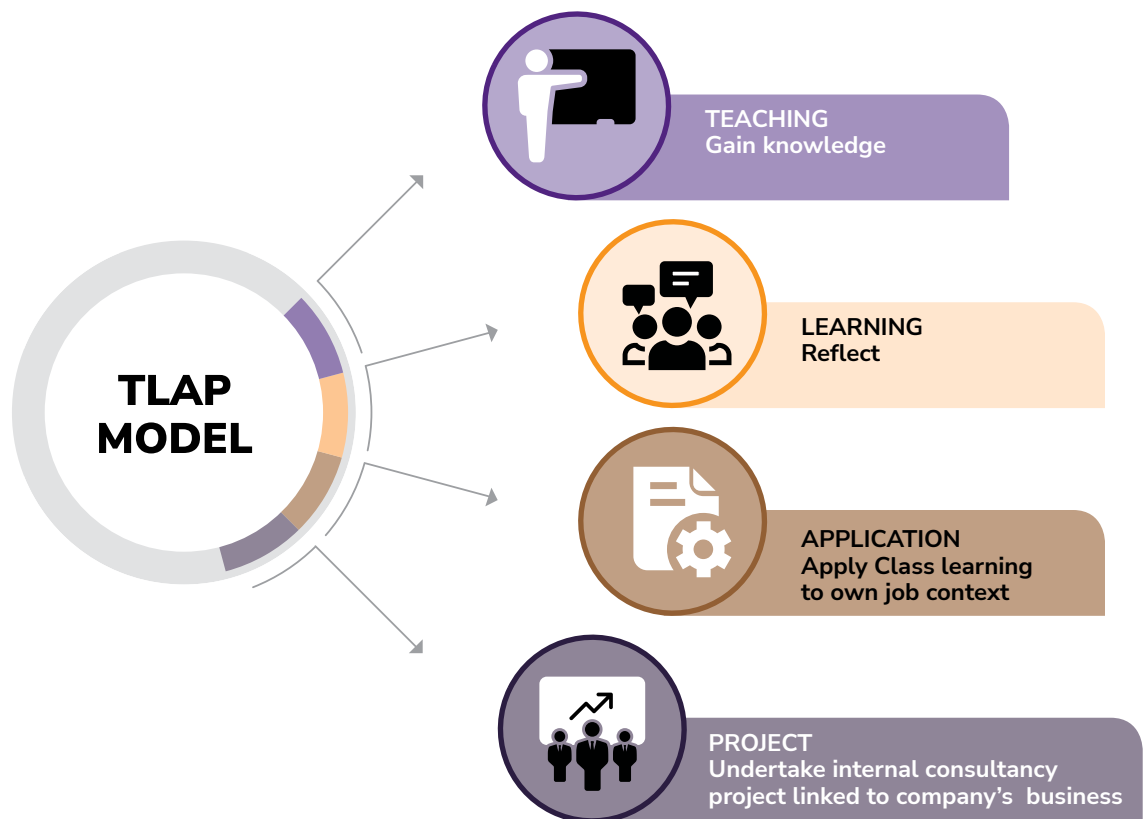 TEACHING
Gain knowledge
LEARNING
Reflect
TLAP
MODEL
APPLICATION
Apply Class learning
to own job context
PROJECT
Undertake internal consultancy
project linked to company’s  business